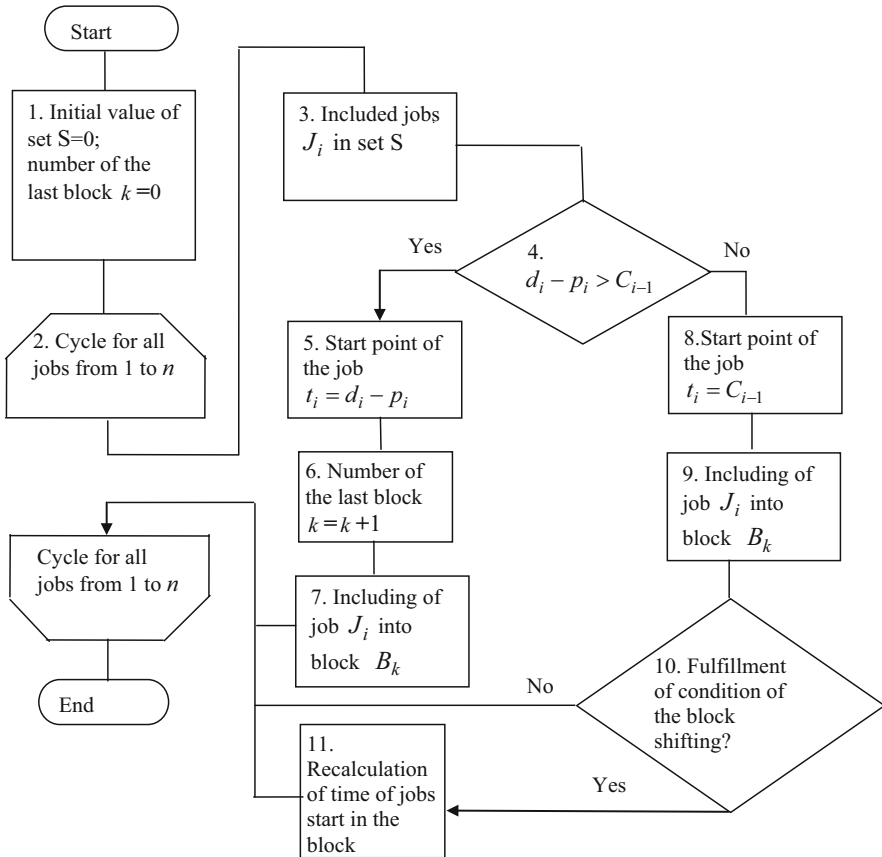 Start
1. Initial value of
set S=0;
number of the
last block k =0
2. Cycle for all
jobs from 1 to n
3. Included jobs
J_i in set S
4.
d_i − p_i > C_{i−1}
Yes
No
5. Start point of
the job
t_i = d_i − p_i
6. Number of
the last block
k = k +1
7. Including of
job J_i into
block B_k
8.Start point of
the job
t_i = C_{i−1}
9. Including of
job J_i into
block B_k
10. Fulfillment
of condition of
the block
shifting?
No
Yes
11.
Recalculation
of time of jobs
start in the
block
Cycle for all
jobs from 1 to n
End